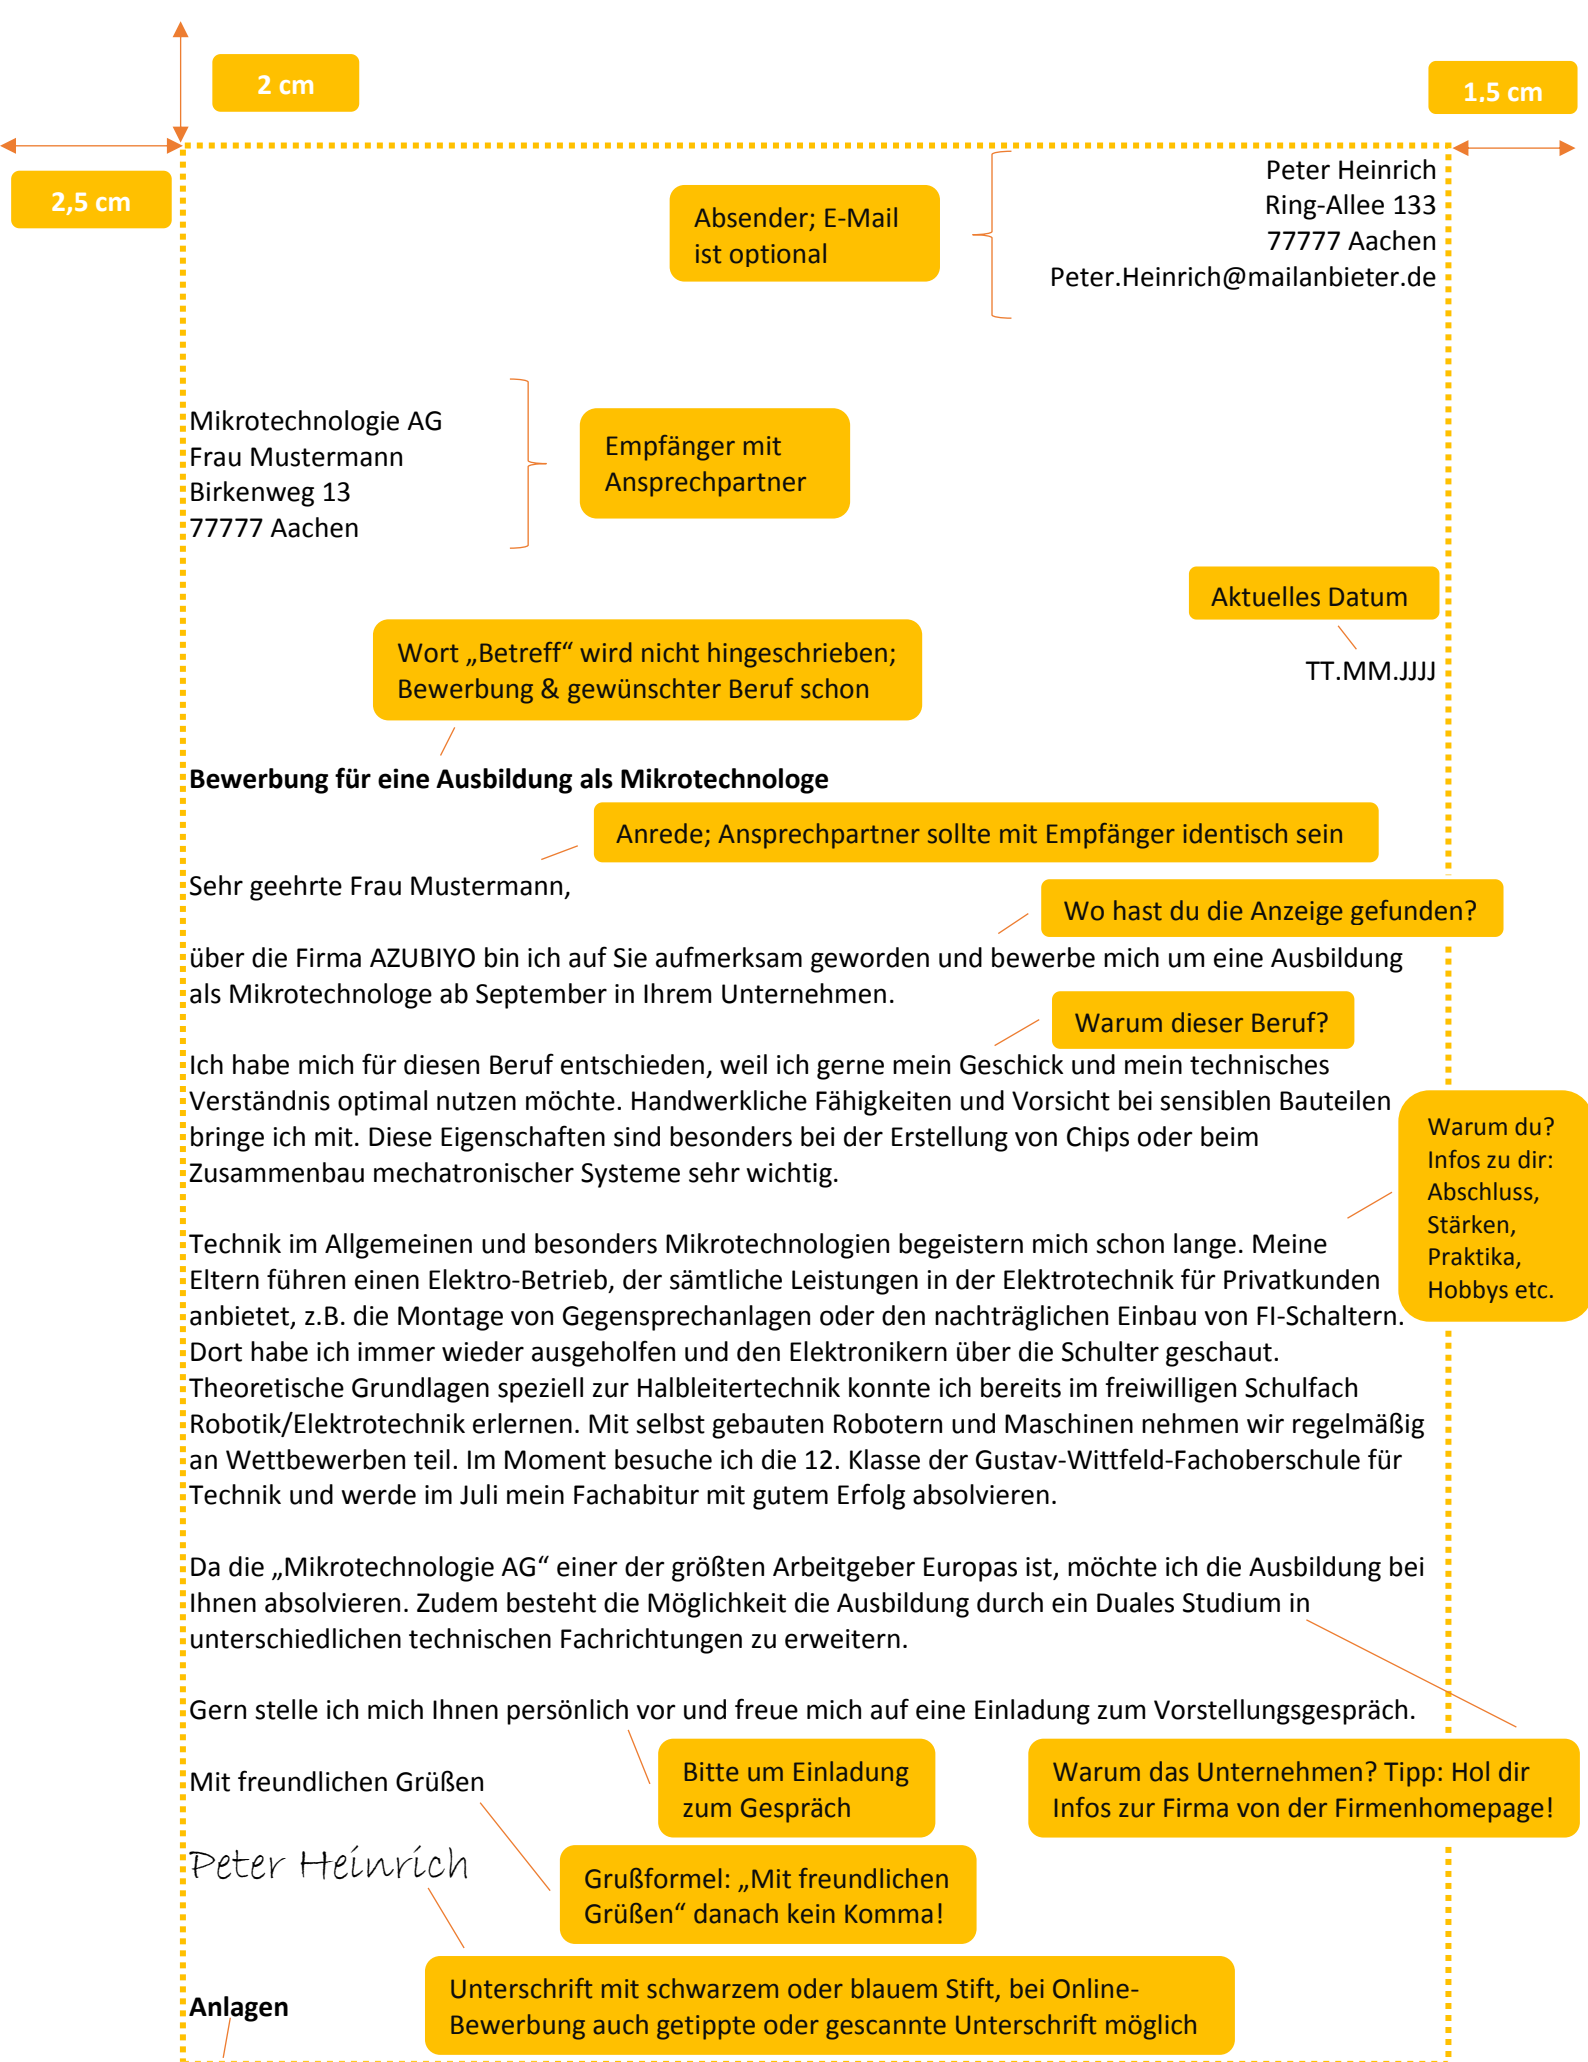 2 cm
1,5 cm
2,5 cm
Absender; E-Mail
ist optional
Peter Heinrich
Ring-Allee 133
77777 Aachen
Peter.Heinrich@mailanbieter.de
Mikrotechnologie AG
Frau Mustermann
Birkenweg 13
77777 Aachen
Empfänger mit
Ansprechpartner
Aktuelles Datum
TT.MM.JJJJ
Wort „Betreff“ wird nicht hingeschrieben;
Bewerbung & gewünschter Beruf schon
Bewerbung für eine Ausbildung als Mikrotechnologe
Anrede; Ansprechpartner sollte mit Empfänger identisch sein
Sehr geehrte Frau Mustermann,
Wo hast du die Anzeige gefunden?
über die Firma AZUBIYO bin ich auf Sie aufmerksam geworden und bewerbe mich um eine Ausbildung
als Mikrotechnologe ab September in Ihrem Unternehmen.
Warum dieser Beruf?
Ich habe mich für diesen Beruf entschieden, weil ich gerne mein Geschick und mein technisches
Verständnis optimal nutzen möchte. Handwerkliche Fähigkeiten und Vorsicht bei sensiblen Bauteilen
bringe ich mit. Diese Eigenschaften sind besonders bei der Erstellung von Chips oder beim
Zusammenbau mechatronischer Systeme sehr wichtig.
Warum du?
Infos zu dir:
Abschluss,
Stärken,
Praktika,
Hobbys etc.
Technik im Allgemeinen und besonders Mikrotechnologien begeistern mich schon lange. Meine
Eltern führen einen Elektro-Betrieb, der sämtliche Leistungen in der Elektrotechnik für Privatkunden
anbietet, z.B. die Montage von Gegensprechanlagen oder den nachträglichen Einbau von FI-Schaltern.
Dort habe ich immer wieder ausgeholfen und den Elektronikern über die Schulter geschaut.
Theoretische Grundlagen speziell zur Halbleitertechnik konnte ich bereits im freiwilligen Schulfach
Robotik/Elektrotechnik erlernen. Mit selbst gebauten Robotern und Maschinen nehmen wir regelmäßig
an Wettbewerben teil. Im Moment besuche ich die 12. Klasse der Gustav-Wittfeld-Fachoberschule für
Technik und werde im Juli mein Fachabitur mit gutem Erfolg absolvieren.
Da die „Mikrotechnologie AG“ einer der größten Arbeitgeber Europas ist, möchte ich die Ausbildung bei
Ihnen absolvieren. Zudem besteht die Möglichkeit die Ausbildung durch ein Duales Studium in
unterschiedlichen technischen Fachrichtungen zu erweitern.
Gern stelle ich mich Ihnen persönlich vor und freue mich auf eine Einladung zum Vorstellungsgespräch.
Mit freundlichen Grüßen
Bitte um Einladung
zum Gespräch
Warum das Unternehmen? Tipp: Hol dir
Infos zur Firma von der Firmenhomepage!
Peter Heinrich
Grußformel: „Mit freundlichen
Grüßen“ danach kein Komma!
Unterschrift mit schwarzem oder blauem Stift, bei Online-
Bewerbung auch getippte oder gescannte Unterschrift möglich
Anlagen